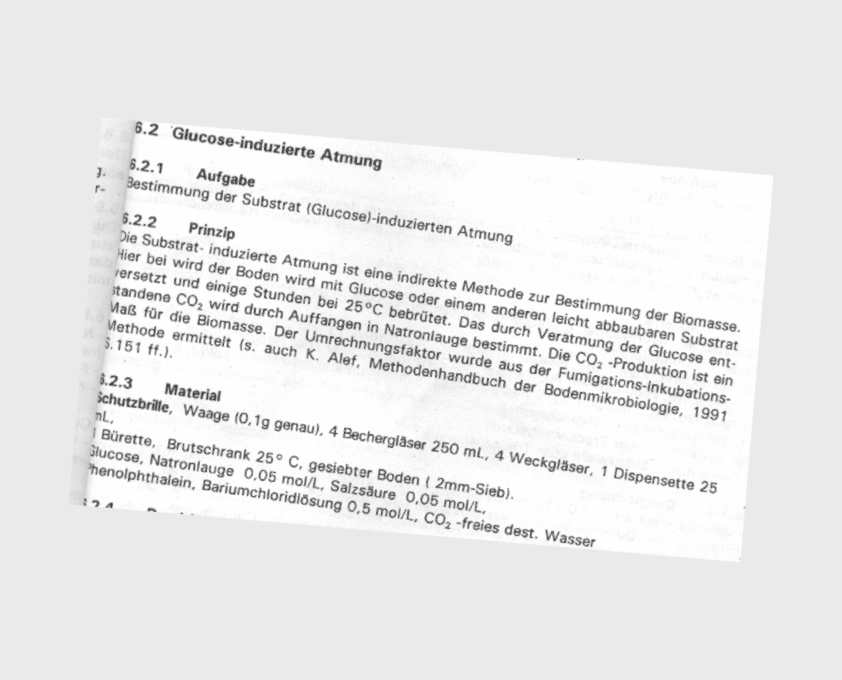 6.2 Glucose-induzierte Atmung
6.2.1 Aufgabe
Bestimmung der Substrat (Glucose)-induzierten Atmung
6.2.2 Prinzip
Die Substrat- induzierte Atmung ist eine indirekte Methode zur Bestimmung der Biomasse.
Hier bei wird der Boden wird mit Glucose oder einem anderen leicht abbaubaren Substrat
versetzt und einige Stunden bei 25°C bebrütet. Das durch Veratmung der Glucose ent-
standene CO₂ wird durch Auffangen in Natronlauge bestimmt. Die CO₂ -Produktion ist ein
Maß für die Biomasse. Der Umrechnungsfaktor wurde aus der Fumigations-Inkubations-
Methode ermittelt (s. auch K. Alef, Methodenhandbuch der Bodenmikrobiologie, 1991
S.151 ff.).
6.2.3 Material
Schutzbrille, Waage (0,1g genau), 4 Bechergläser 250 mL, 4 Weckgläser, 1 Dispensette 25
mL,
1 Bürette, Brutschrank 25° C, gesiebter Boden ( 2mm-Sieb).
Glucose, Natronlauge 0,05 mol/L, Salzsäure 0,05 mol/L,
Phenolphthalein, Bariumchloridlösung 0,5 mol/L, CO₂ -freies dest. Wasser